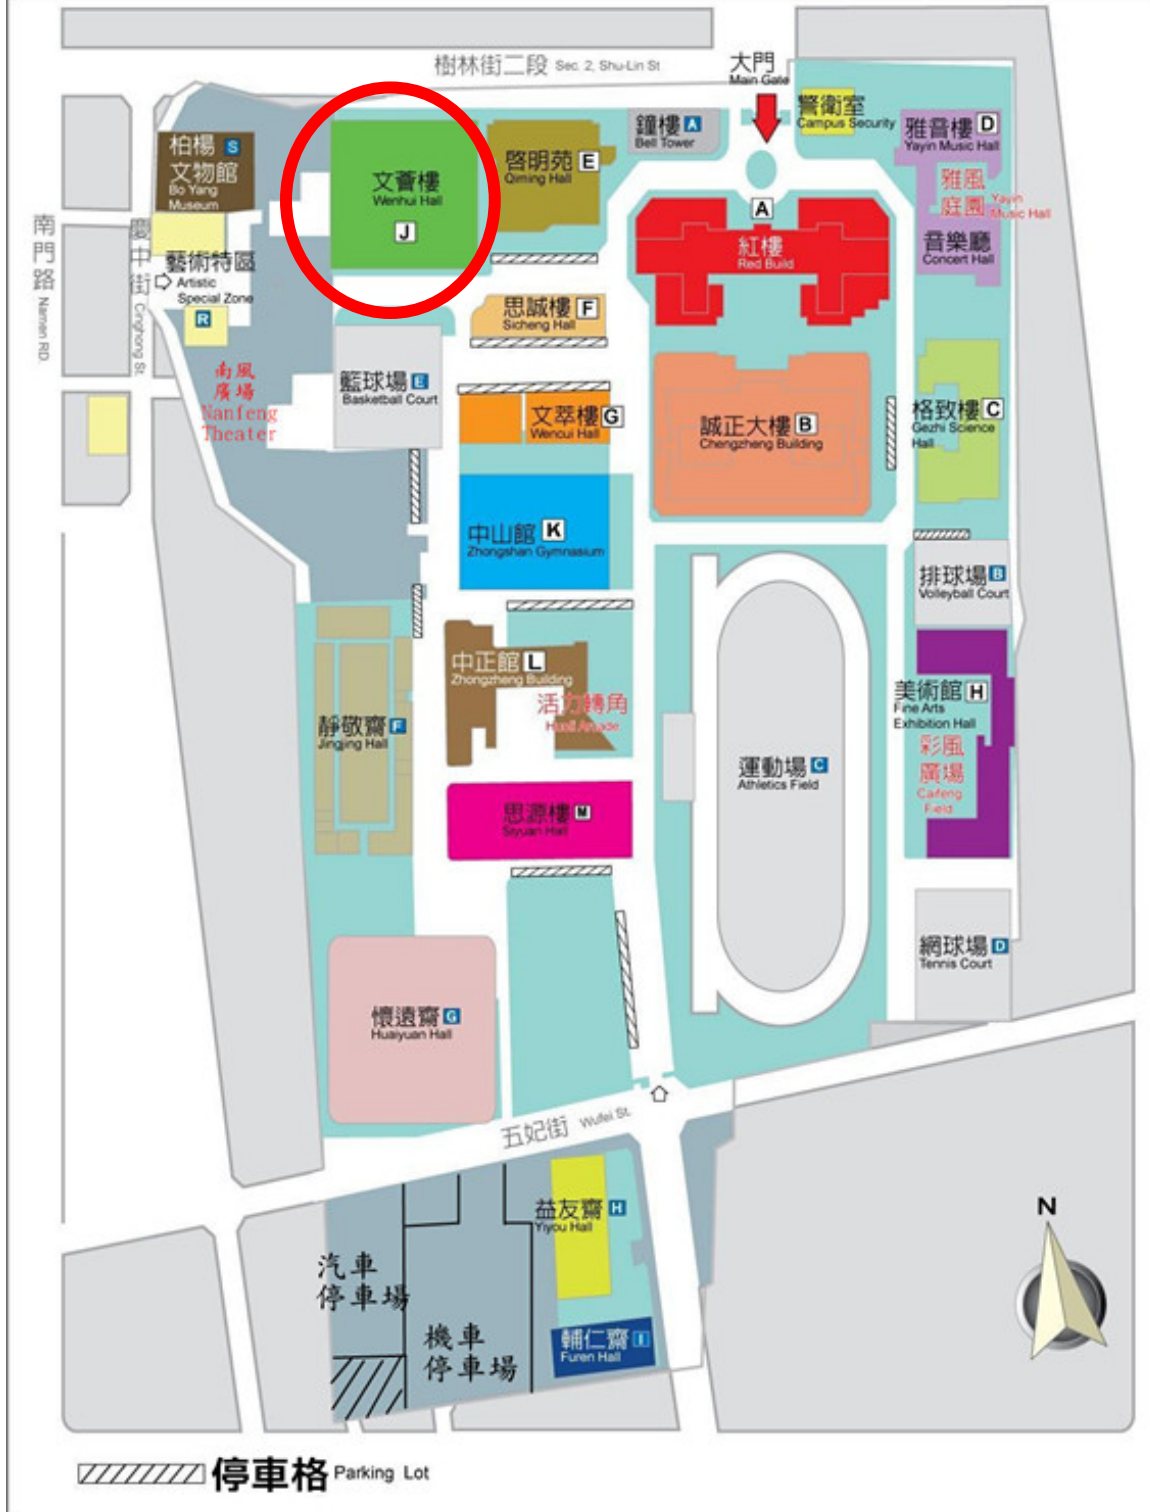 樹林街二段 Sec. 2, Shu-Lin St
大門
Main Gate
警衛室
Campus Security
鐘樓 A
Bell Tower
雅音樓 D
Yayin Music Hall
雅風
庭園 Yayin
Music Hall
音樂廳
Concert Hall
柏楊 S
文物館
Bo Yang
Museum
文薈樓
Wenhui Hall
J
啓明苑 E
Qiming Hall
A
紅樓
Red Build
南門路 Nanmen RD.
慶中街 Cinghong St.
藝術特區
Artistic
Special Zone
R
思誠樓 F
Sicheng Hall
南風
廣場
Nanfeng
Theater
籃球場 E
Basketball Court
文萃樓 G
Wencui Hall
誠正大樓 B
Chengzheng Building
格致樓 C
Gezhi Science
Hall
中山館 K
Zhongshan Gymnasium
排球場 B
Volleyball Court
中正館 L
Zhongzheng Building
活力轉角
Huoli Arcade
美術館 H
Fine Arts
Exhibition Hall
彩風
廣場
Caifeng
Field
靜敬齋 F
Jingjing Hall
運動場 C
Athletics Field
思源樓 M
Siyuan Hall
網球場 D
Tennis Court
懷遠齋 G
Huaiyuan Hall
五妃街 Wufei St.
益友齋 H
Yiyou Hall
汽車
停車場
機車
停車場
輔仁齋 I
Furen Hall
N
停車格 Parking Lot